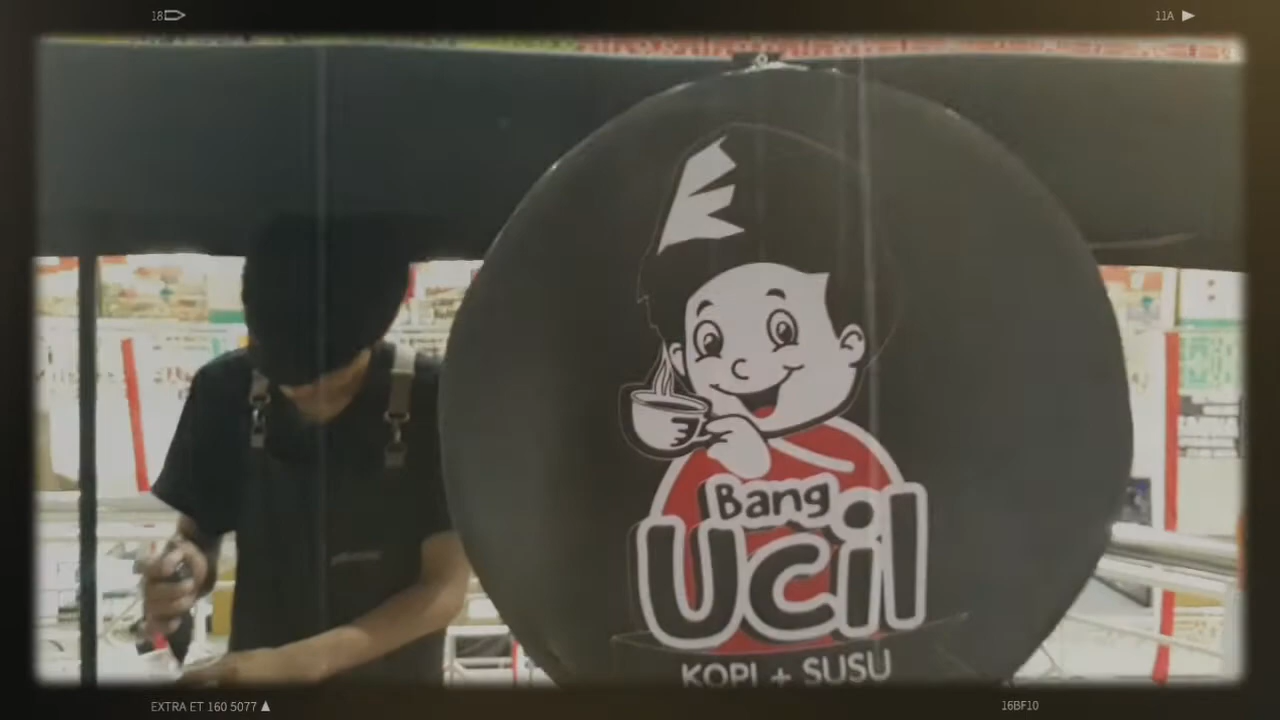 18
11A
Bang
Ucil
KOPI + SUSU
EXTRA ET 160 5077
16BF10